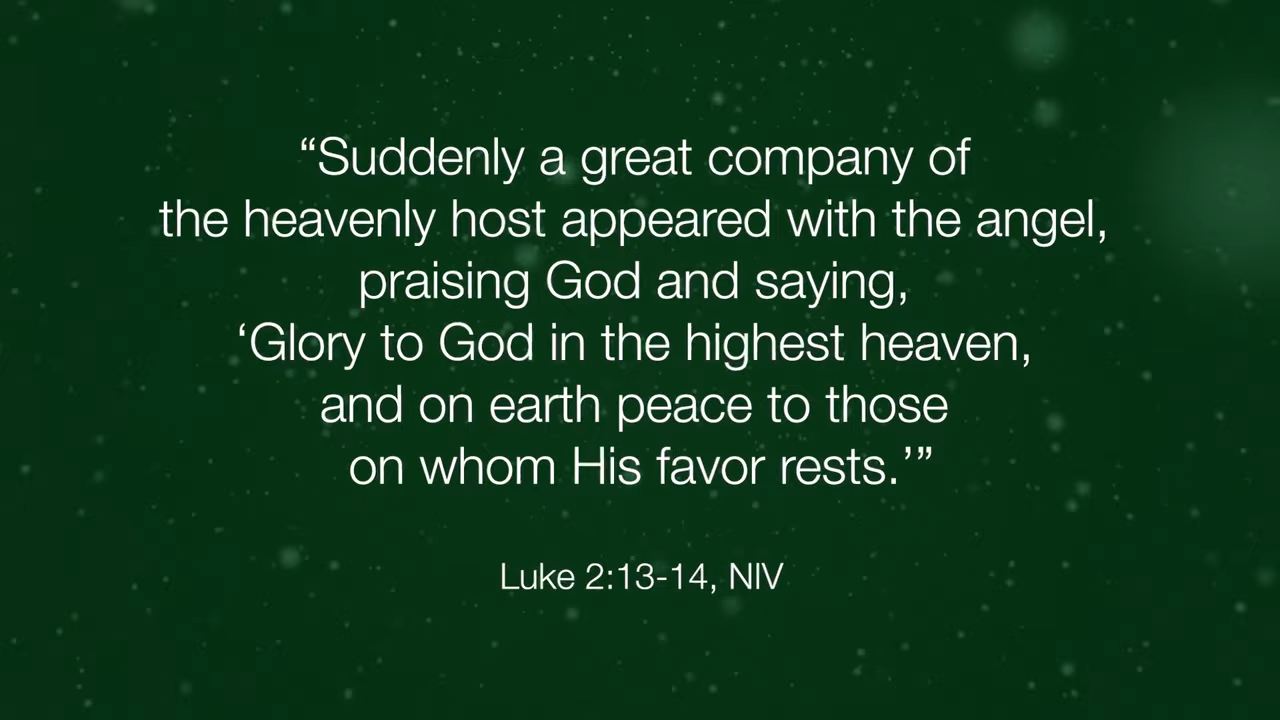 “Suddenly a great company of
the heavenly host appeared with the angel,
praising God and saying,
‘Glory to God in the highest heaven,
and on earth peace to those
on whom His favor rests.’”
Luke 2:13-14, NIV